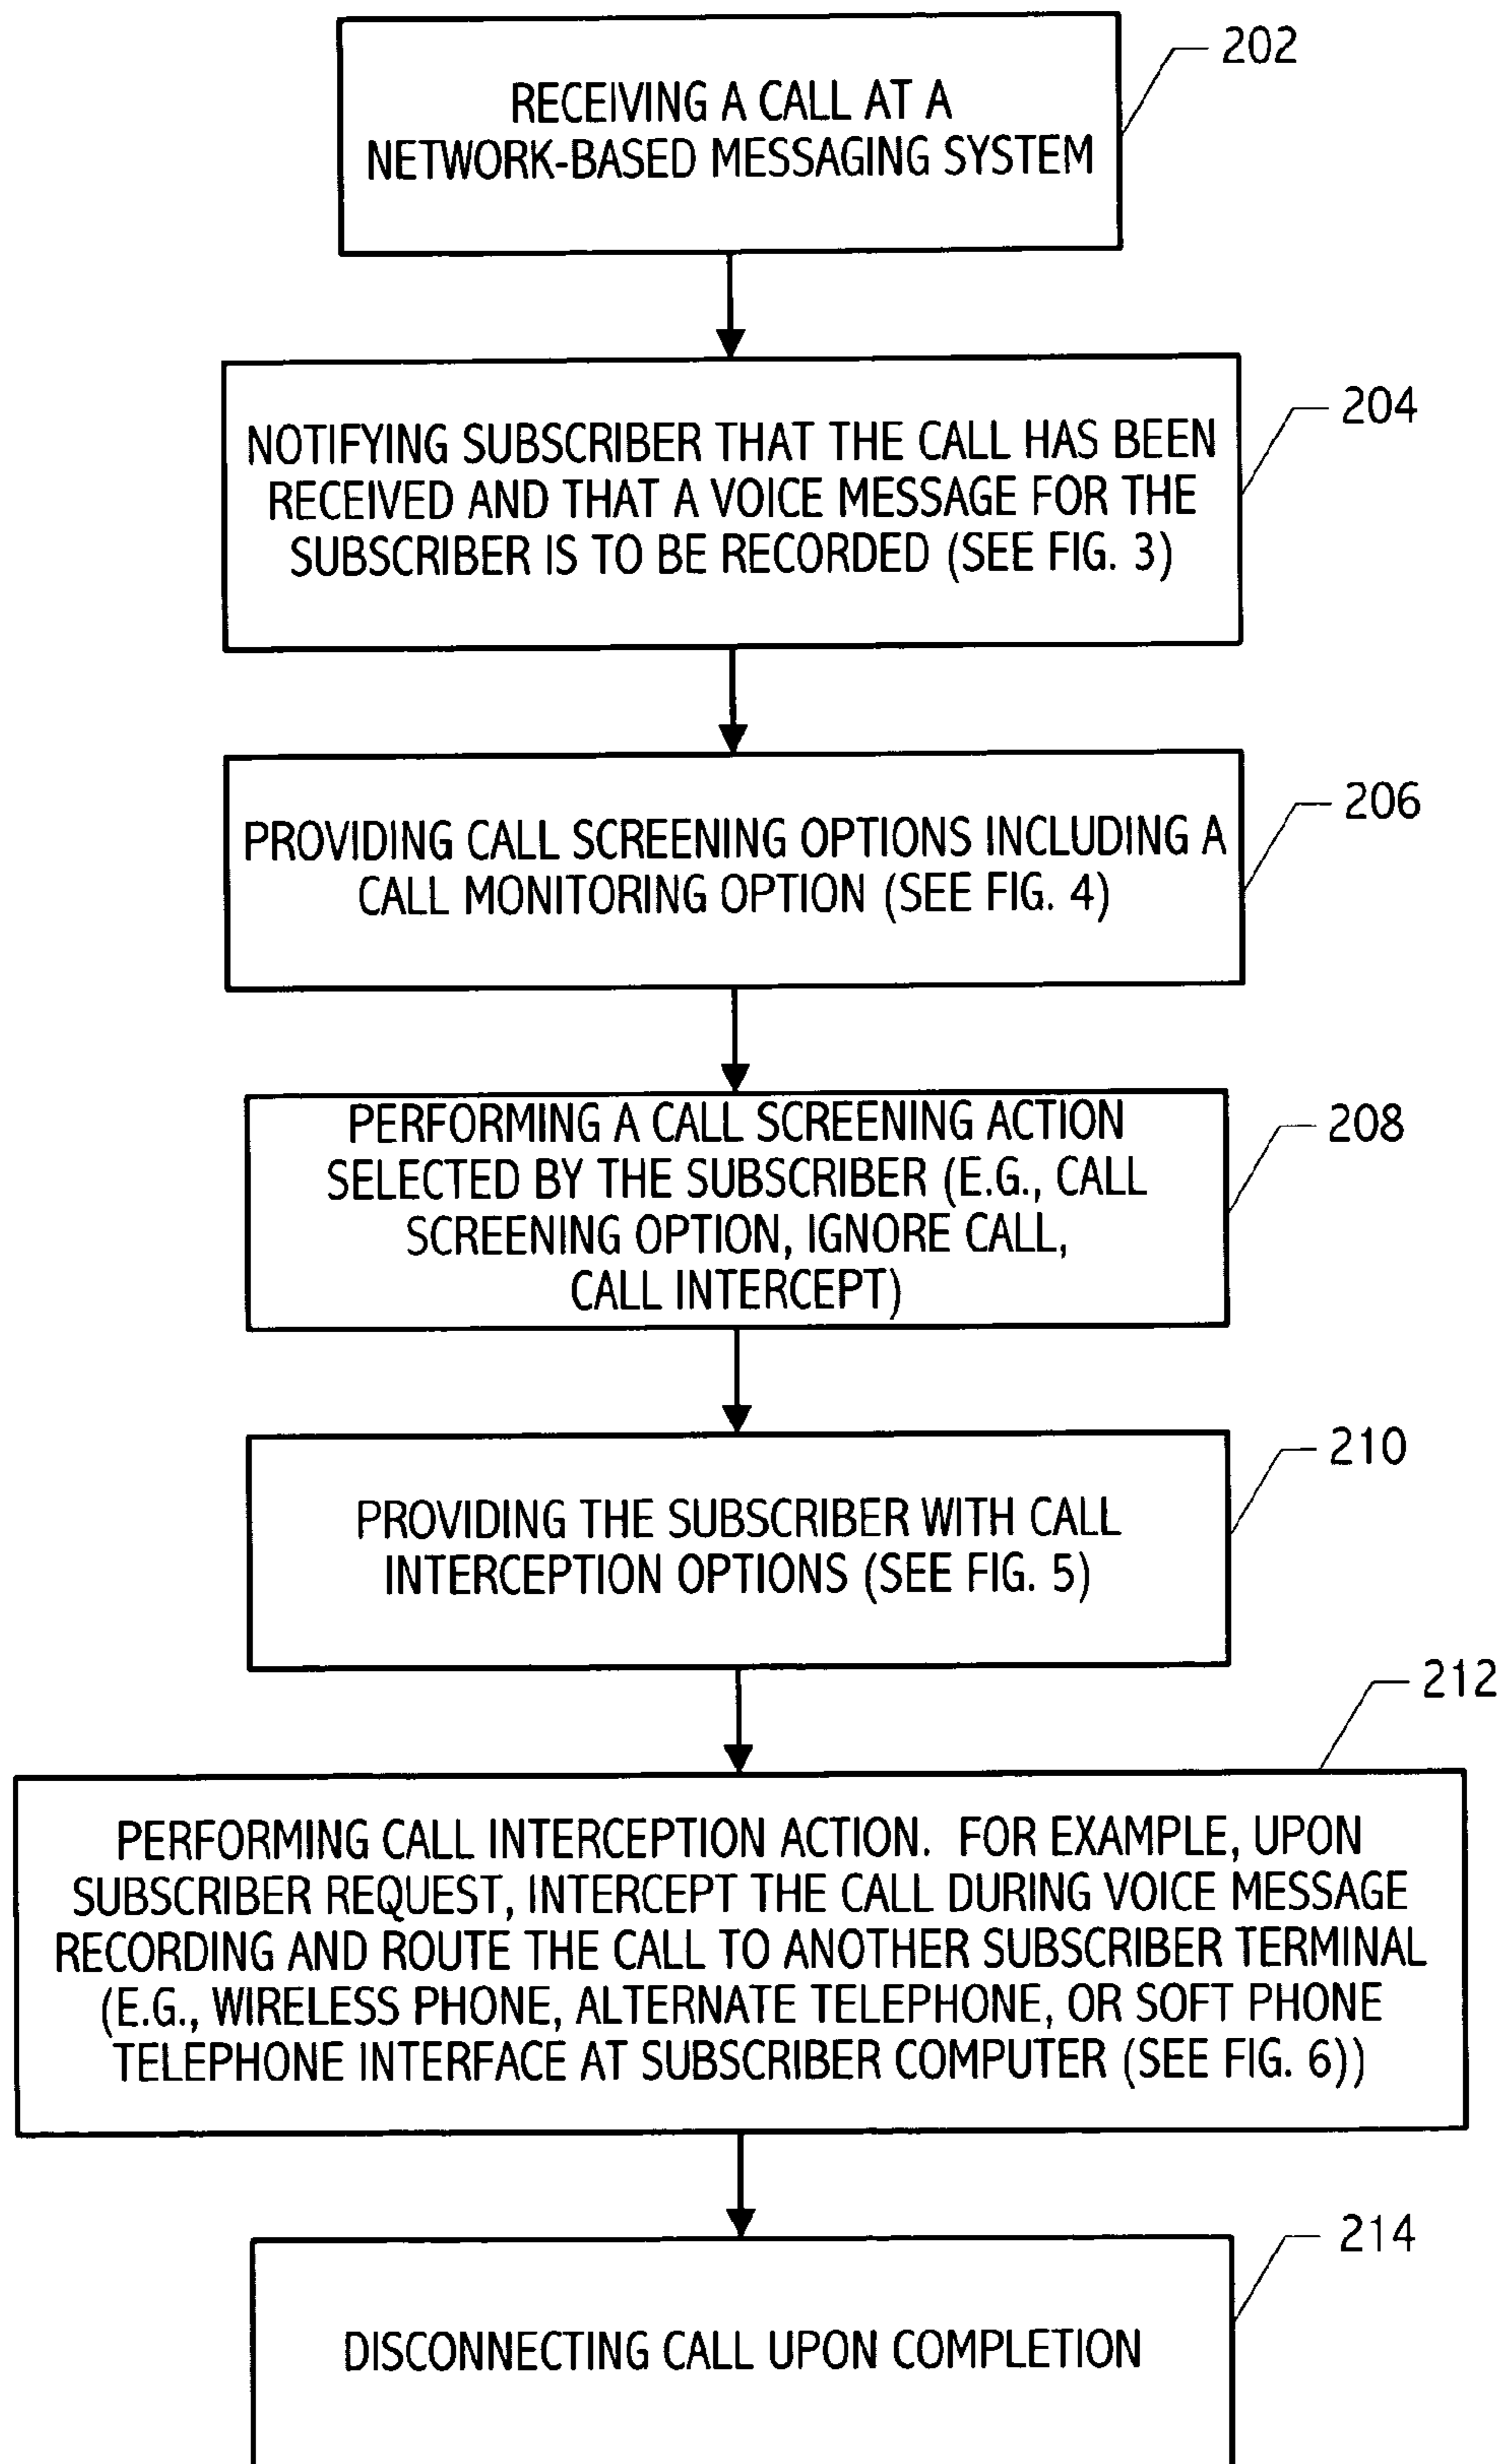 202
RECEIVING A CALL AT A
NETWORK-BASED MESSAGING SYSTEM
204
NOTIFYING SUBSCRIBER THAT THE CALL HAS BEEN
RECEIVED AND THAT A VOICE MESSAGE FOR THE
SUBSCRIBER IS TO BE RECORDED (SEE FIG. 3)
206
PROVIDING CALL SCREENING OPTIONS INCLUDING A
CALL MONITORING OPTION (SEE FIG. 4)
208
PERFORMING A CALL SCREENING ACTION
SELECTED BY THE SUBSCRIBER (E.G., CALL
SCREENING OPTION, IGNORE CALL,
CALL INTERCEPT)
210
PROVIDING THE SUBSCRIBER WITH CALL
INTERCEPTION OPTIONS (SEE FIG. 5)
212
PERFORMING CALL INTERCEPTION ACTION. FOR EXAMPLE, UPON
SUBSCRIBER REQUEST, INTERCEPT THE CALL DURING VOICE MESSAGE
RECORDING AND ROUTE THE CALL TO ANOTHER SUBSCRIBER TERMINAL
(E.G., WIRELESS PHONE, ALTERNATE TELEPHONE, OR SOFT PHONE
TELEPHONE INTERFACE AT SUBSCRIBER COMPUTER (SEE FIG. 6))
214
DISCONNECTING CALL UPON COMPLETION